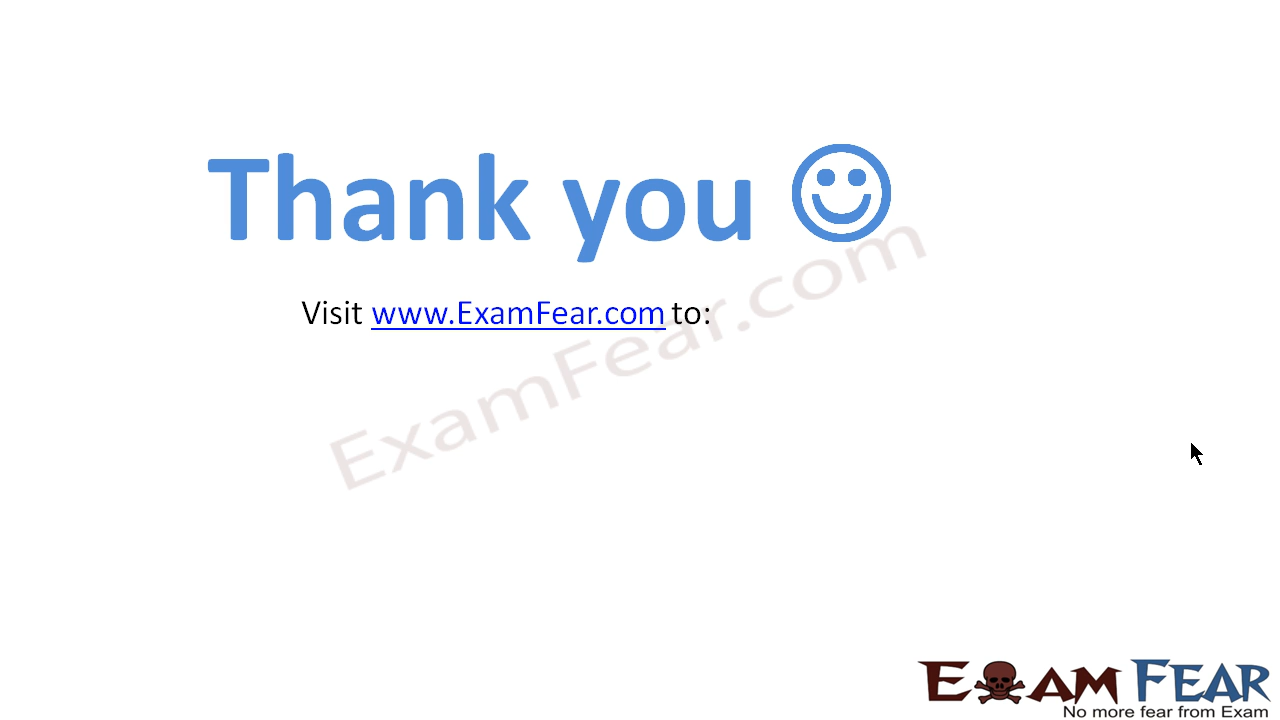 Thank you ☺
Visit www.ExamFear.com to:
ExamFear.com
EXAM FEAR
No more fear from Exam